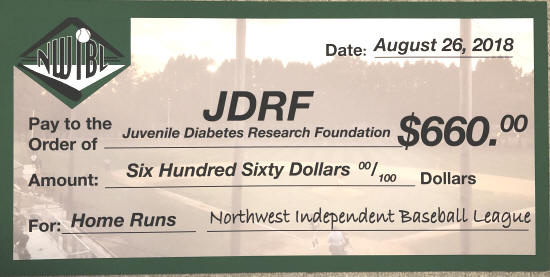 NWIBL
Date: August 26, 2018
JDRF
Pay to the
Order of Juvenile Diabetes Research Foundation $660.00
Amount: Six Hundred Sixty Dollars 00/100 Dollars
For: Home Runs Northwest Independent Baseball League